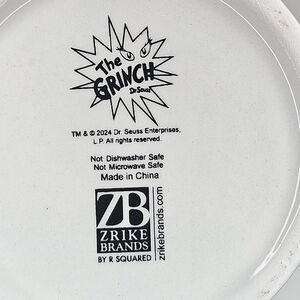 The
GRINCH
Dr. Seuss
TM & © 2024 Dr. Seuss Enterprises,
L.P. All rights reserved.
Not Dishwasher Safe
Not Microwave Safe
Made in China
ZB
ZRIKE
BRANDS
BY R SQUARED
zrikebrands.com